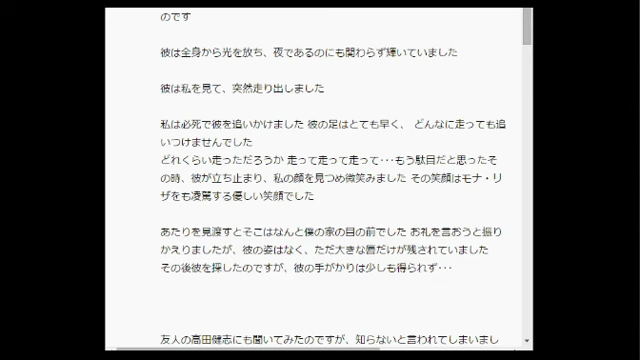 のです
彼は全身から光を放ち、夜であるのにも関わらず輝いていました
彼は私を見て、突然走り出しました
私は必死で彼を追いかけました 彼の足はとても早く、 どんなに走っても追
いつけませんでした
どれくらい走っただろうか 走って走って走って･･･もう駄目だと思ったそ
の時、彼が立ち止まり、私の顔を見つめ微笑みました その笑顔はモナ・リ
ザをも凌駕する優しい笑顔でした
あたりを見渡すとそこはなんと僕の家の目の前でした お礼を言おうと振り
かえりましたが、彼の姿はなく、ただ大きな唇だけが残されていました
その後彼を探したのですが、彼の手がかりは少しも得られず･･･
友人の高田健志にも聞いてみたのですが、知らないと言われてしまいまし